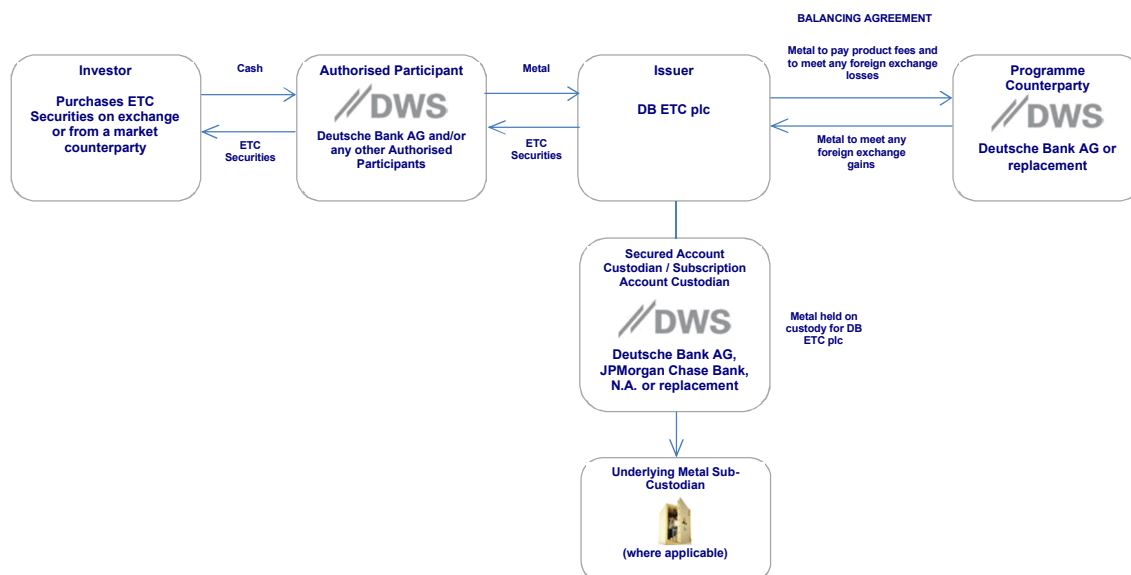 BALANCING AGREEMENT
Investor
Purchases ETC
Securities on exchange
or from a market
counterparty
Cash
ETC
Securities
Authorised Participant
DWS
Deutsche Bank AG and/or
any other Authorised
Participants
Metal
ETC
Securities
Issuer
DB ETC plc
Metal to pay product fees and
to meet any foreign exchange
losses
Metal to meet any
foreign exchange
gains
Programme
Counterparty
DWS
Deutsche Bank AG or
replacement
Secured Account
Custodian / Subscription
Account Custodian
DWS
Deutsche Bank AG,
JPMorgan Chase Bank,
N.A. or replacement
Metal held on
custody for DB
ETC plc
Underlying Metal Sub-
Custodian
(where applicable)